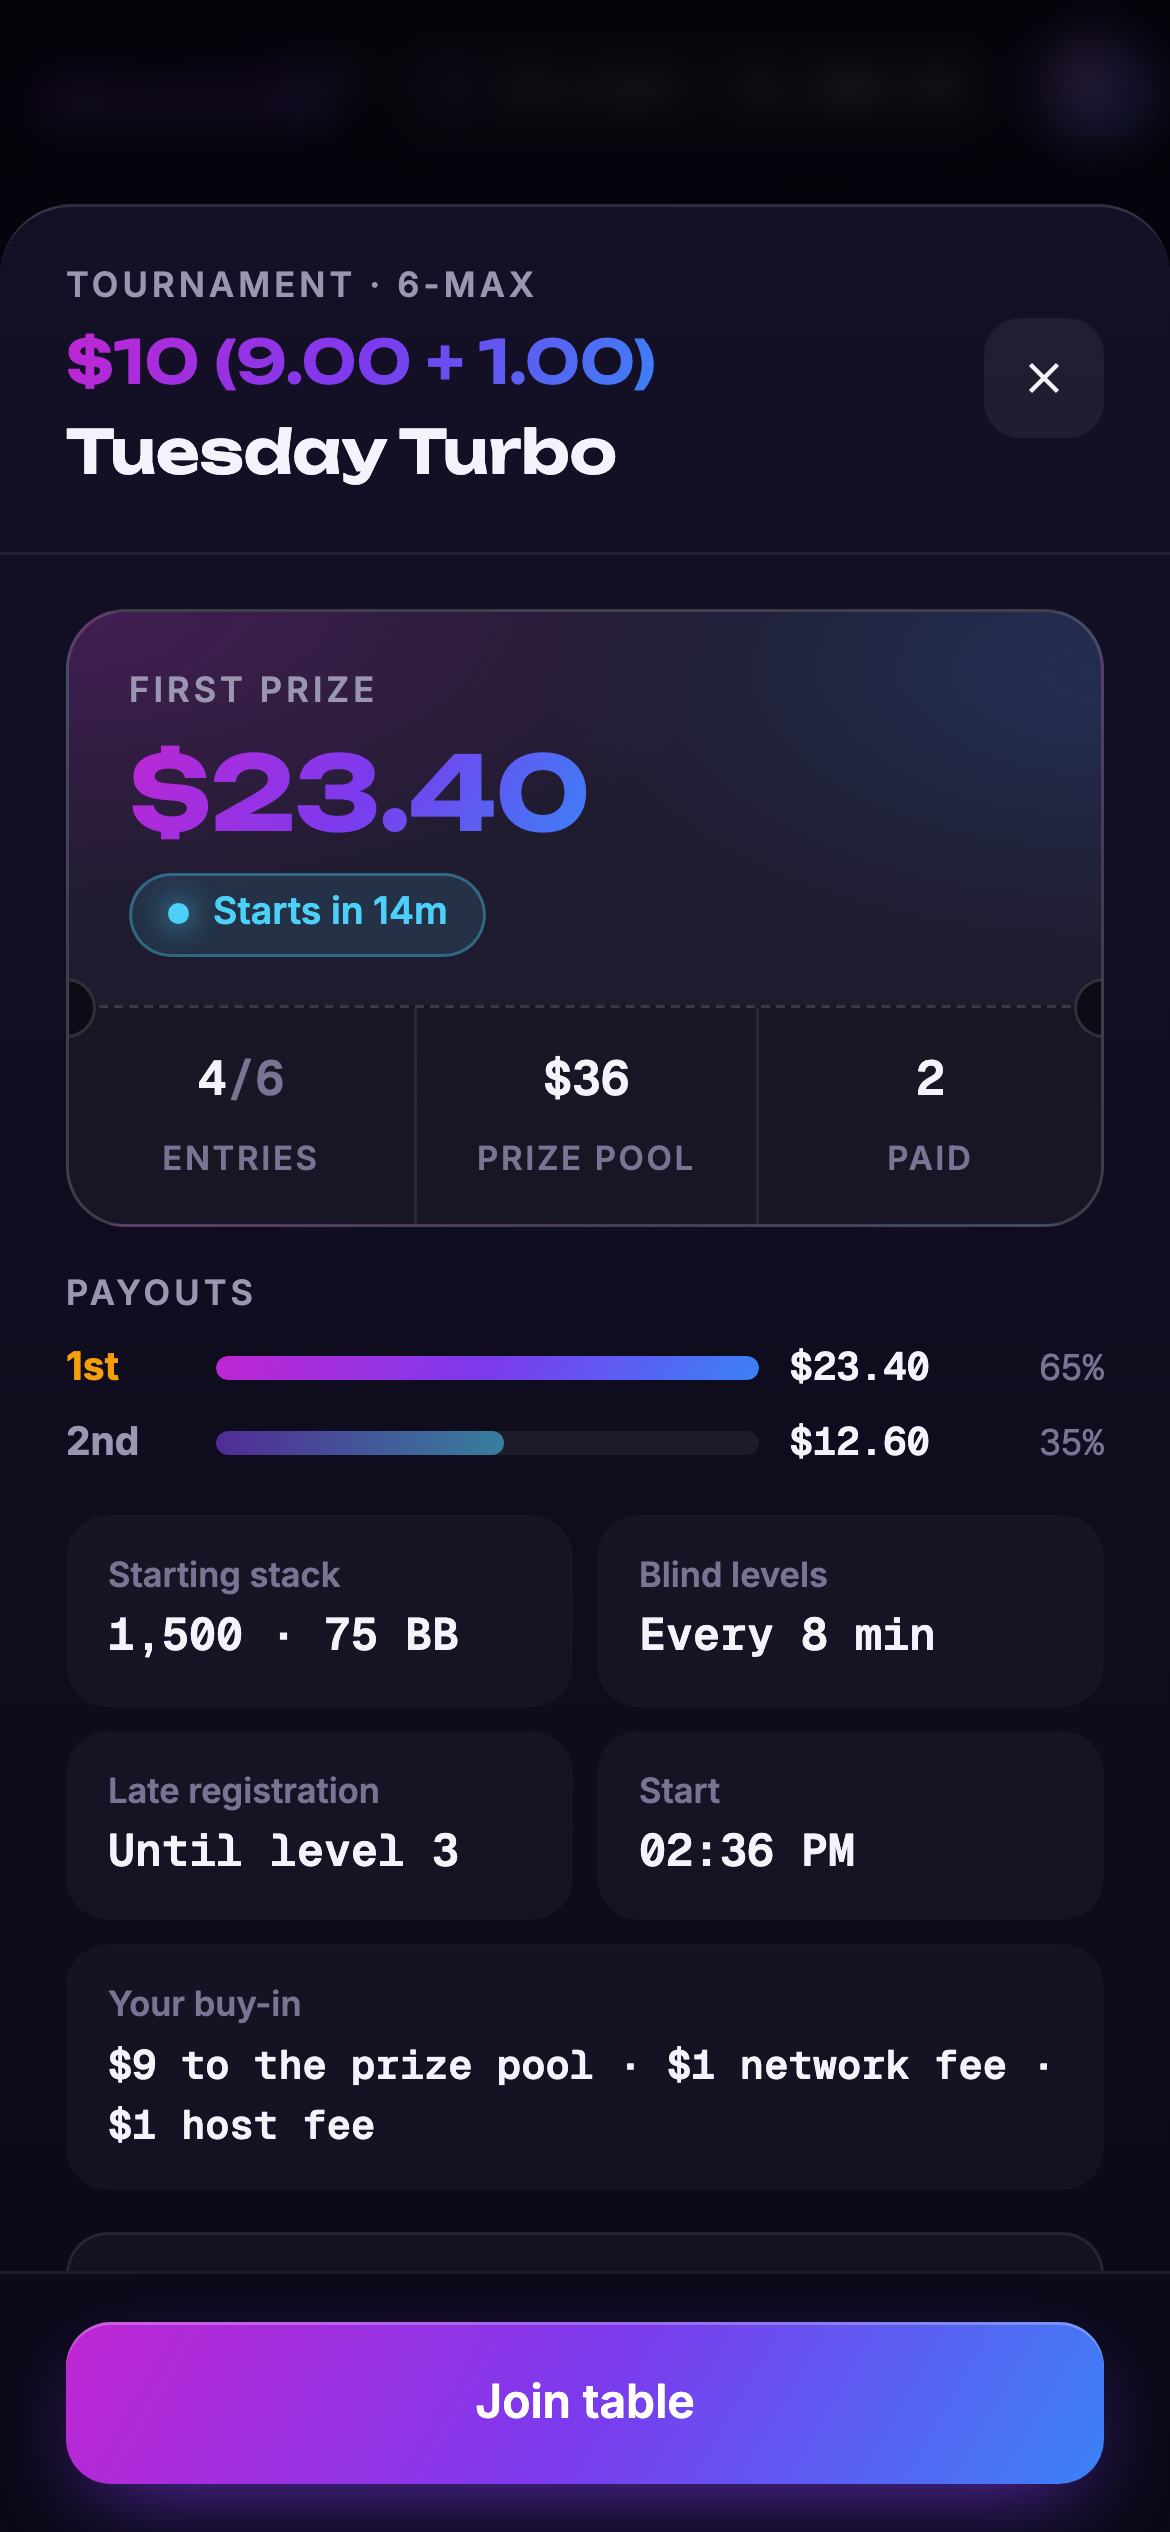 TOURNAMENT · 6-MAX
$10 (9.00 + 1.00)
Tuesday Turbo
FIRST PRIZE
$23.40
Starts in 14m
4/6 $36 2
ENTRIES PRIZE POOL PAID
PAYOUTS
1st $23.40 65%
2nd $12.60 35%
Starting stack Blind levels
1,500 · 75 BB Every 8 min
Late registration Start
Until level 3 02:36 PM
Your buy-in
$9 to the prize pool · $1 network fee ·
$1 host fee
Join table